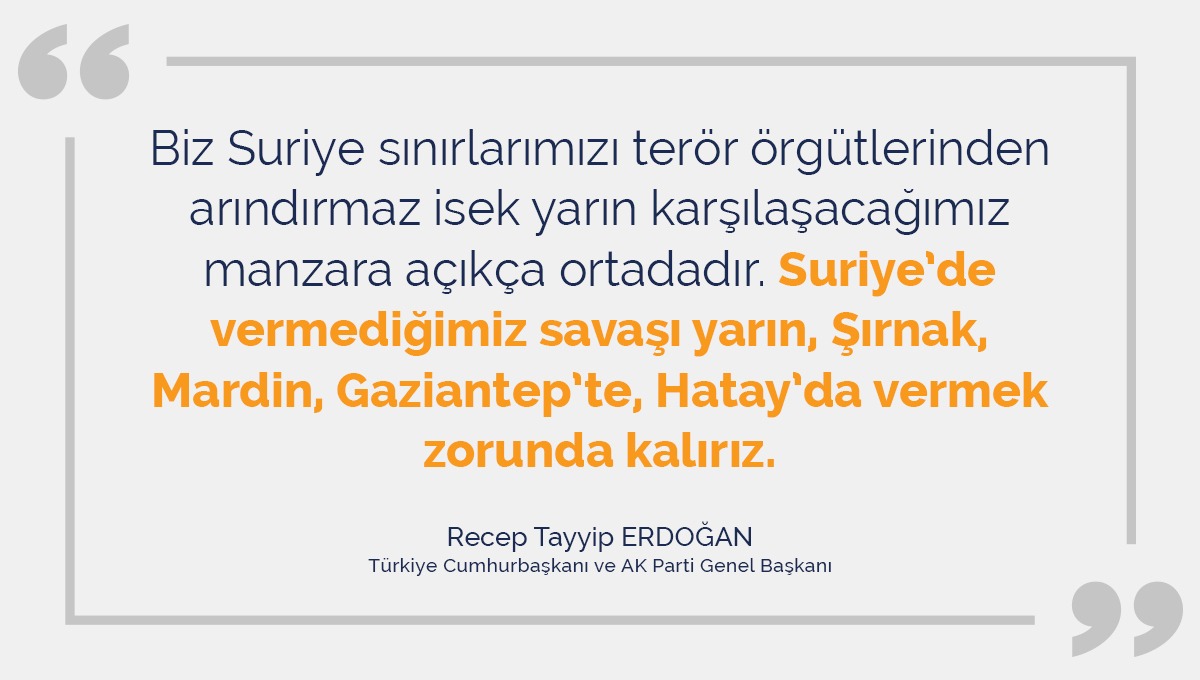 “
Biz Suriye sınırlarımızı terör örgütlerinden
arındırmaz isek yarın karşılaşacağımız
manzara açıkça ortadadır. Suriye’de
vermediğimiz savaşı yarın, Şırnak,
Mardin, Gaziantep’te, Hatay’da vermek
zorunda kalırız.
Recep Tayyip ERDOĞAN
Türkiye Cumhurbaşkanı ve AK Parti Genel Başkanı
”